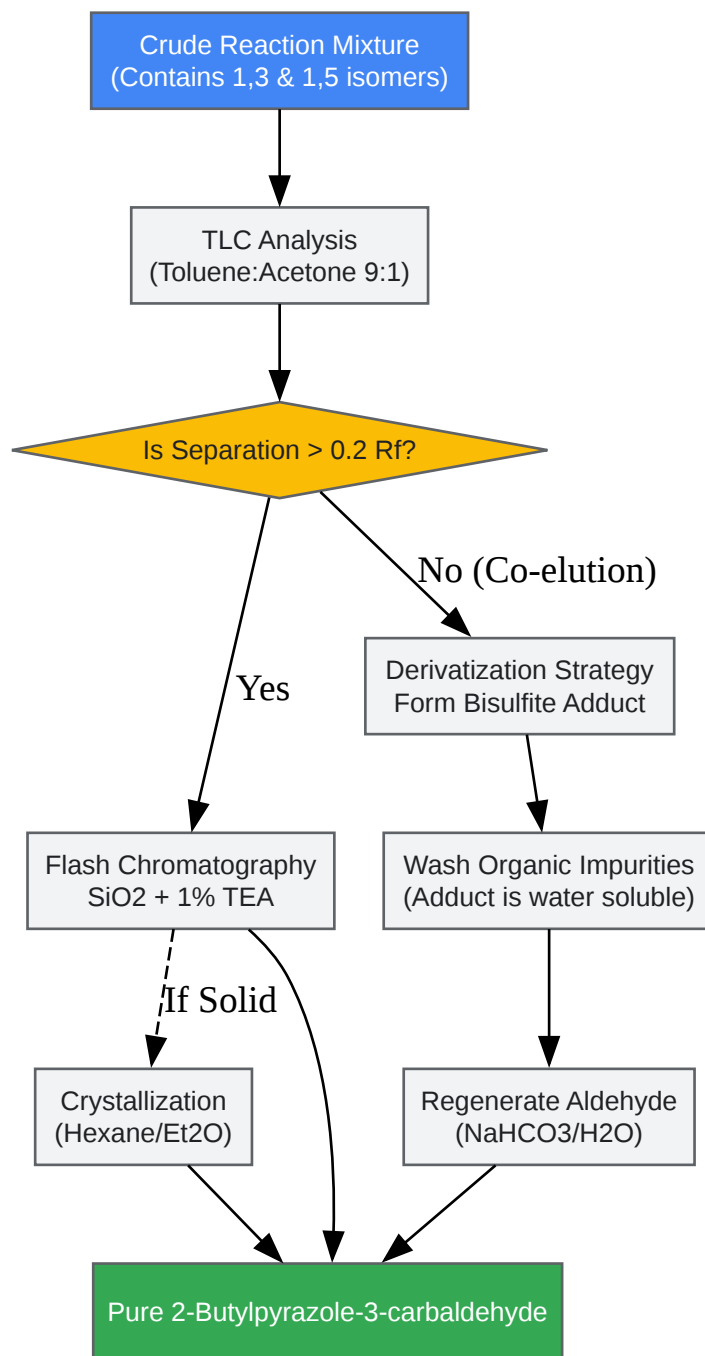 Crude Reaction Mixture
(Contains 1,3 & 1,5 isomers)
TLC Analysis
(Toluene:Acetone 9:1)
Is Separation > 0.2 Rf?
No (Co-elution)
Yes
Derivatization Strategy
Form Bisulfite Adduct
Flash Chromatography
SiO2 + 1% TEA
Wash Organic Impurities
(Adduct is water soluble)
If Solid
Crystallization
(Hexane/Et2O)
Regenerate Aldehyde
(NaHCO3/H2O)
Pure 2-Butylpyrazole-3-carbaldehyde